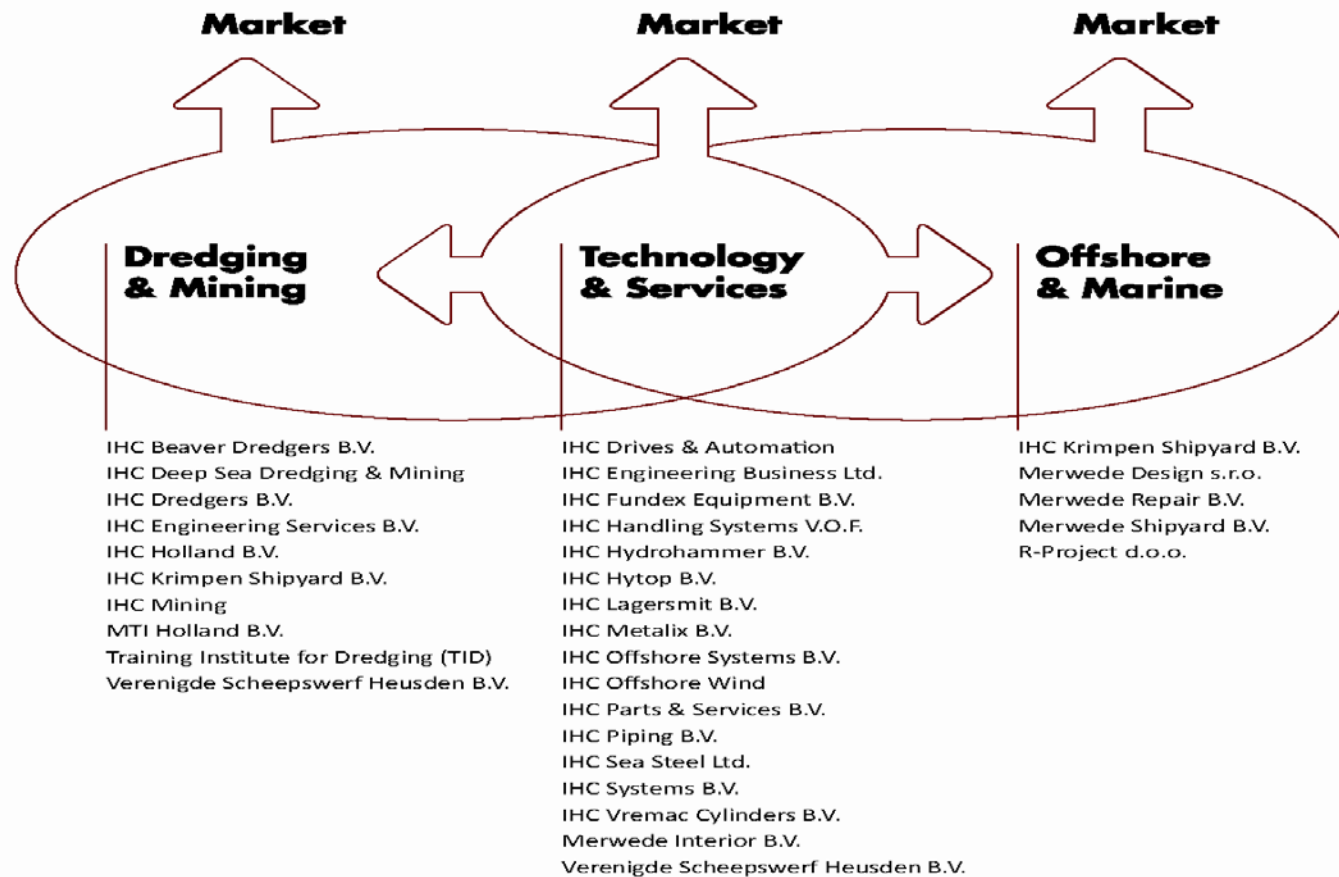 Market
Market
Market
Dredging
& Mining
Technology
& Services
Offshore
& Marine
IHC Beaver Dredgers B.V.
IHC Deep Sea Dredging & Mining
IHC Dredgers B.V.
IHC Engineering Services B.V.
IHC Holland B.V.
IHC Krimpen Shipyard B.V.
IHC Mining
MTI Holland B.V.
Training Institute for Dredging (TID)
Verenigde Scheepswerf Heusden B.V.
IHC Drives & Automation
IHC Engineering Business Ltd.
IHC Fundex Equipment B.V.
IHC Handling Systems V.O.F.
IHC Hydrohammer B.V.
IHC Hytop B.V.
IHC Lagersmit B.V.
IHC Metalix B.V.
IHC Offshore Systems B.V.
IHC Offshore Wind
IHC Parts & Services B.V.
IHC Piping B.V.
IHC Sea Steel Ltd.
IHC Systems B.V.
IHC Vremac Cylinders B.V.
Merwede Interior B.V.
Verenigde Scheepswerf Heusden B.V.
IHC Krimpen Shipyard B.V.
Merwede Design s.r.o.
Merwede Repair B.V.
Merwede Shipyard B.V.
R-Project d.o.o.